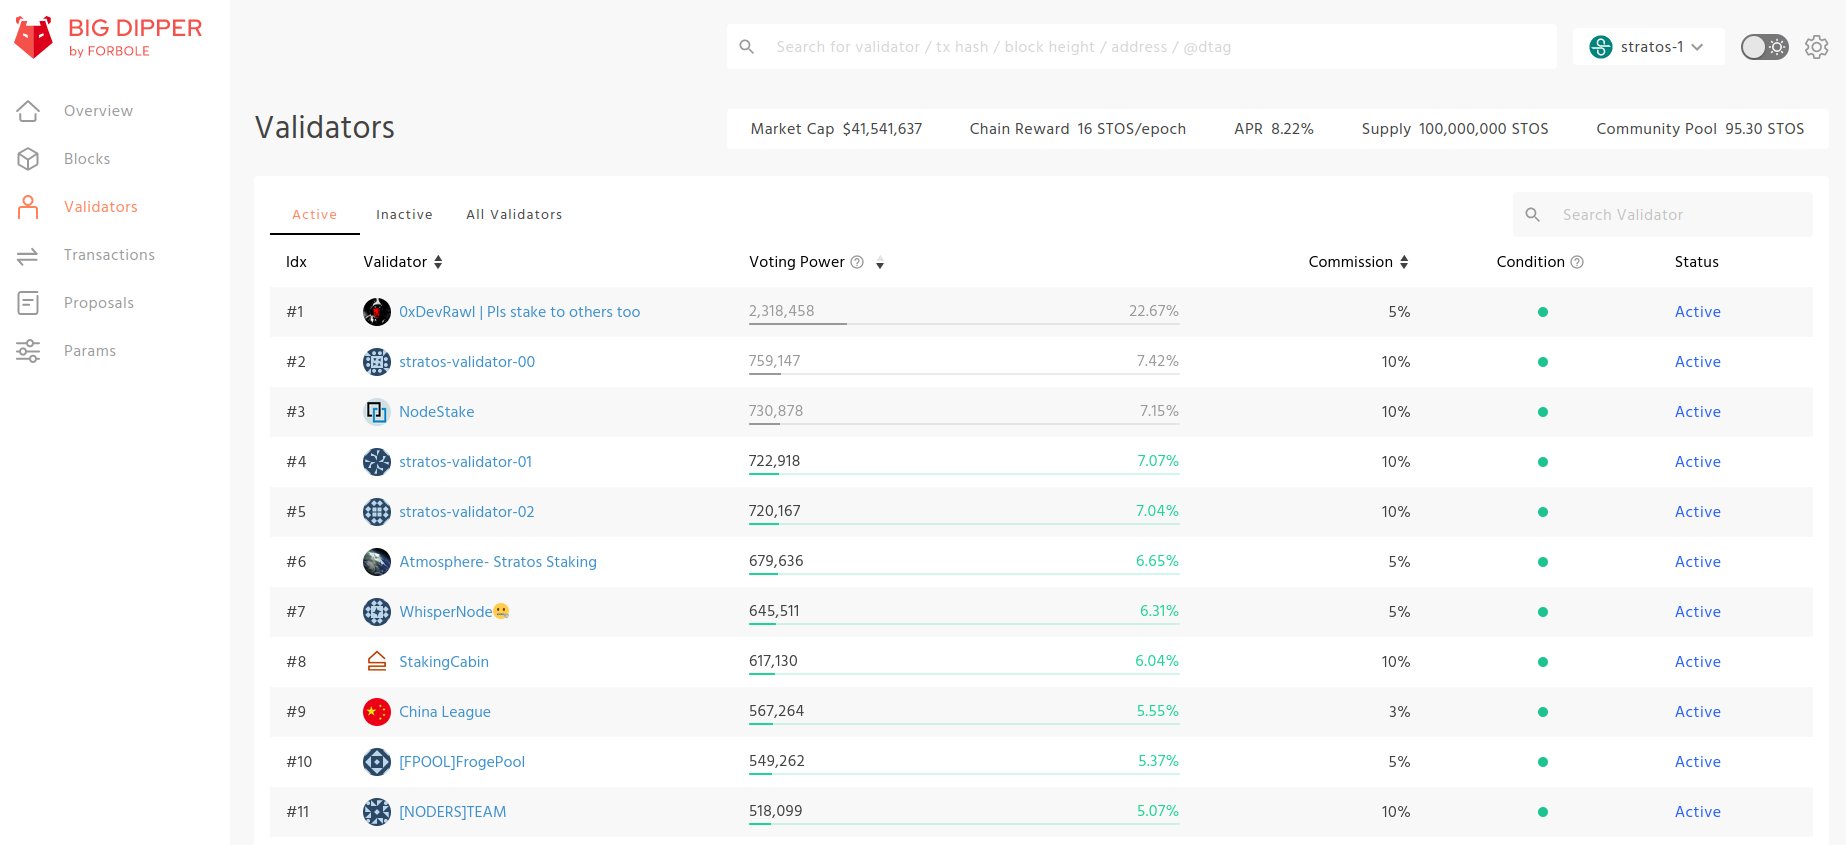 BIG DIPPER
by FORBOLE
Search for validator / tx hash / block height / address / @dtag
stratos-1
Overview
Blocks
Validators
Transactions
Proposals
Params
Validators
Market Cap $41,541,637 Chain Reward 16 STOS/epoch APR 8.22% Supply 100,000,000 STOS Community Pool 95.30 STOS
Active Inactive All Validators
Search Validator
Idx Validator Voting Power ? Commission Condition ? Status
#1 0xDevRawl | Pls stake to others too 2,318,458 22.67% 5% Active
#2 stratos-validator-00 759,147 7.42% 10% Active
#3 NodeStake 730,878 7.15% 10% Active
#4 stratos-validator-01 722,918 7.07% 10% Active
#5 stratos-validator-02 720,167 7.04% 10% Active
#6 Atmosphere- Stratos Staking 679,636 6.65% 5% Active
#7 WhisperNode🤐 645,511 6.31% 5% Active
#8 StakingCabin 617,130 6.04% 10% Active
#9 China League 567,264 5.55% 3% Active
#10 [FPOOL]FrogePool 549,262 5.37% 5% Active
#11 [NODERS]TEAM 518,099 5.07% 10% Active